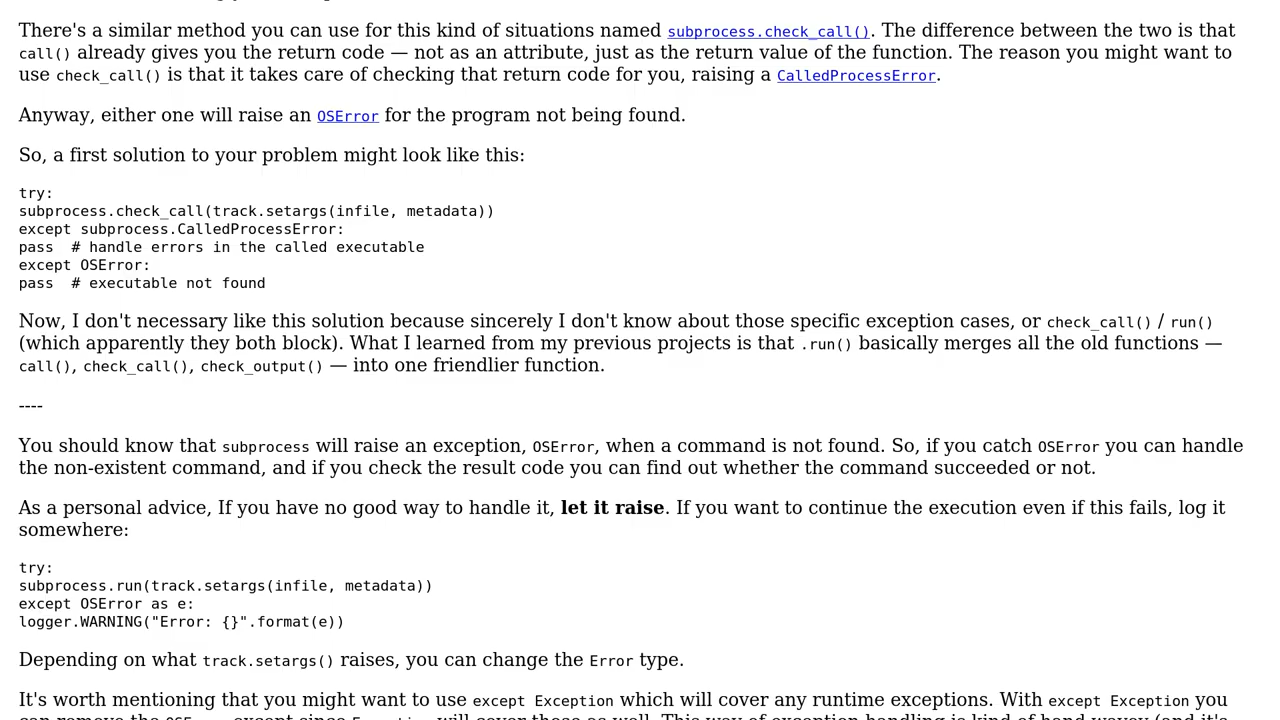 There's a similar method you can use for this kind of situations named subprocess.check_call(). The difference between the two is that
call() already gives you the return code — not as an attribute, just as the return value of the function. The reason you might want to
use check_call() is that it takes care of checking that return code for you, raising a CalledProcessError.
Anyway, either one will raise an OSError for the program not being found.
So, a first solution to your problem might look like this:
try:
subprocess.check_call(track.setargs(infile, metadata))
except subprocess.CalledProcessError:
pass  # handle errors in the called executable
except OSError:
pass  # executable not found
Now, I don't necessary like this solution because sincerely I don't know about those specific exception cases, or check_call() / run()
(which apparently they both block). What I learned from my previous projects is that .run() basically merges all the old functions —
call(), check_call(), check_output() — into one friendlier function.
----
You should know that subprocess will raise an exception, OSError, when a command is not found. So, if you catch OSError you can handle
the non-existent command, and if you check the result code you can find out whether the command succeeded or not.
As a personal advice, If you have no good way to handle it, let it raise. If you want to continue the execution even if this fails, log it
somewhere:
try:
subprocess.run(track.setargs(infile, metadata))
except OSError as e:
logger.WARNING("Error: {}".format(e))
Depending on what track.setargs() raises, you can change the Error type.
It's worth mentioning that you might want to use except Exception which will cover any runtime exceptions. With except Exception you